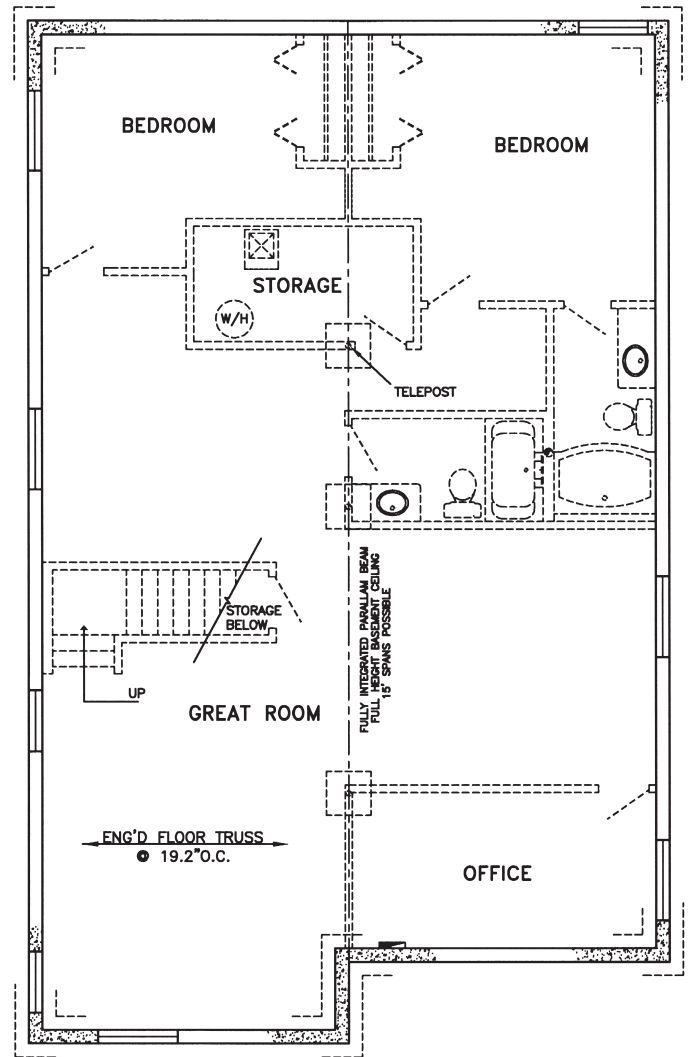 BEDROOM
BEDROOM
STORAGE
W/H
TELEPOST
FULLY INTEGRATED PARALLAM BEAM
FULL HEIGHT BASEMENT CEILING
15' SPANS POSSIBLE
STORAGE
BELOW
UP
GREAT ROOM
ENG'D FLOOR TRUSS
@ 19.2"O.C.
OFFICE